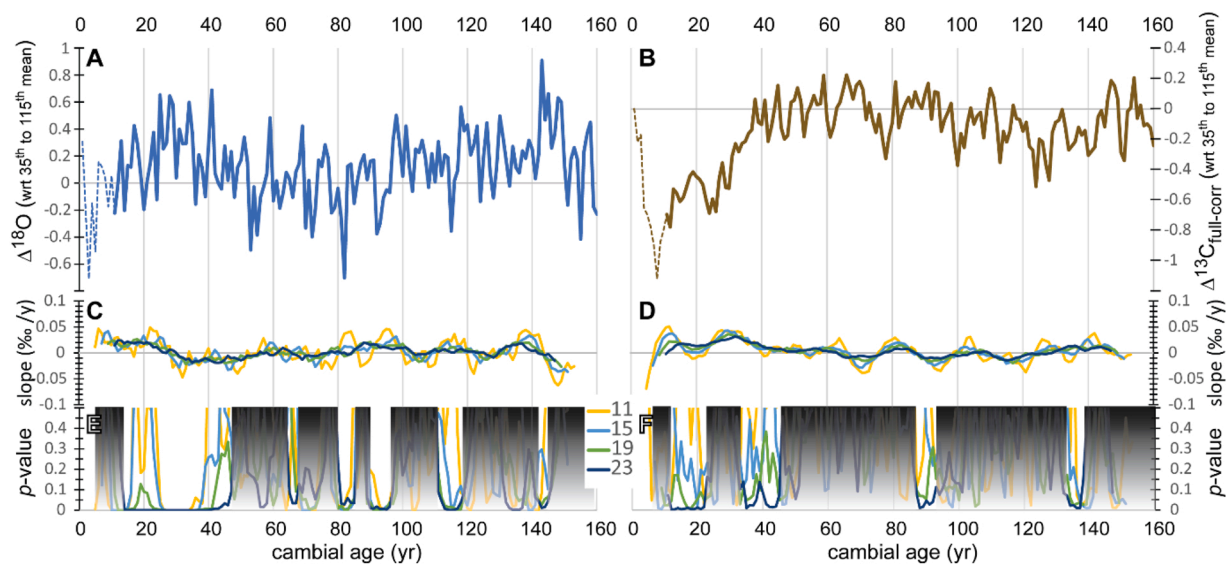 0 20 40 60 80 100 120 140 160
0 20 40 60 80 100 120 140 160
A
B
Δ18O (wrt 35th to 115th mean)
1
0.8
0.6
0.4
0.2
0
-0.2
-0.4
-0.6
0.4
0.2
0
-0.2
-0.4
-0.6
-0.8
-1
Δ13Cfull-corr (wrt 35th to 115th mean)
C
D
slope (‰ /y)
0.1
0.05
0
-0.05
-0.1
0.1
0.05
0
-0.05
-0.1
slope (‰ /y)
E
F
p-value
0.4
0.3
0.2
0.1
0
11
15
19
23
0.4
0.3
0.2
0.1
0
p-value
0 20 40 60 80 100 120 140 160
0 20 40 60 80 100 120 140 160
cambial age (yr)
cambial age (yr)